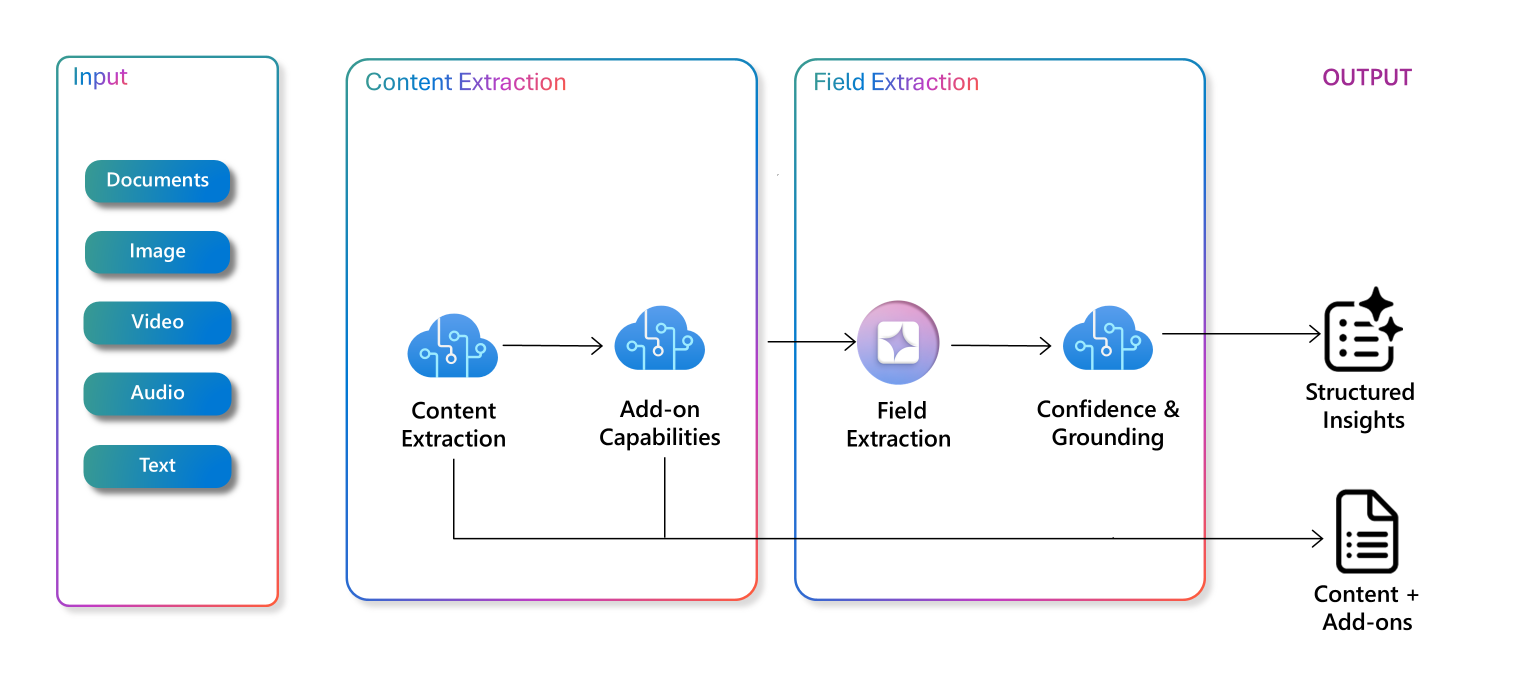 Input
Documents
Image
Video
Audio
Text
Content Extraction
Content
Extraction
Add-on
Capabilities
Field Extraction
Field
Extraction
Confidence &
Grounding
OUTPUT
Structured
Insights
Content +
Add-ons